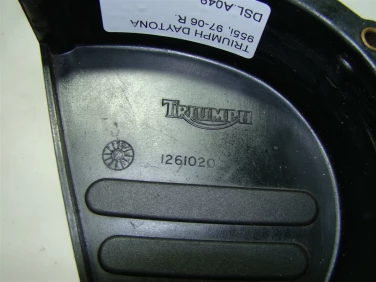 TRIUMPH DAYTONA
955i, 97-06 R.
DSL.A049
TRIUMPH
1261020